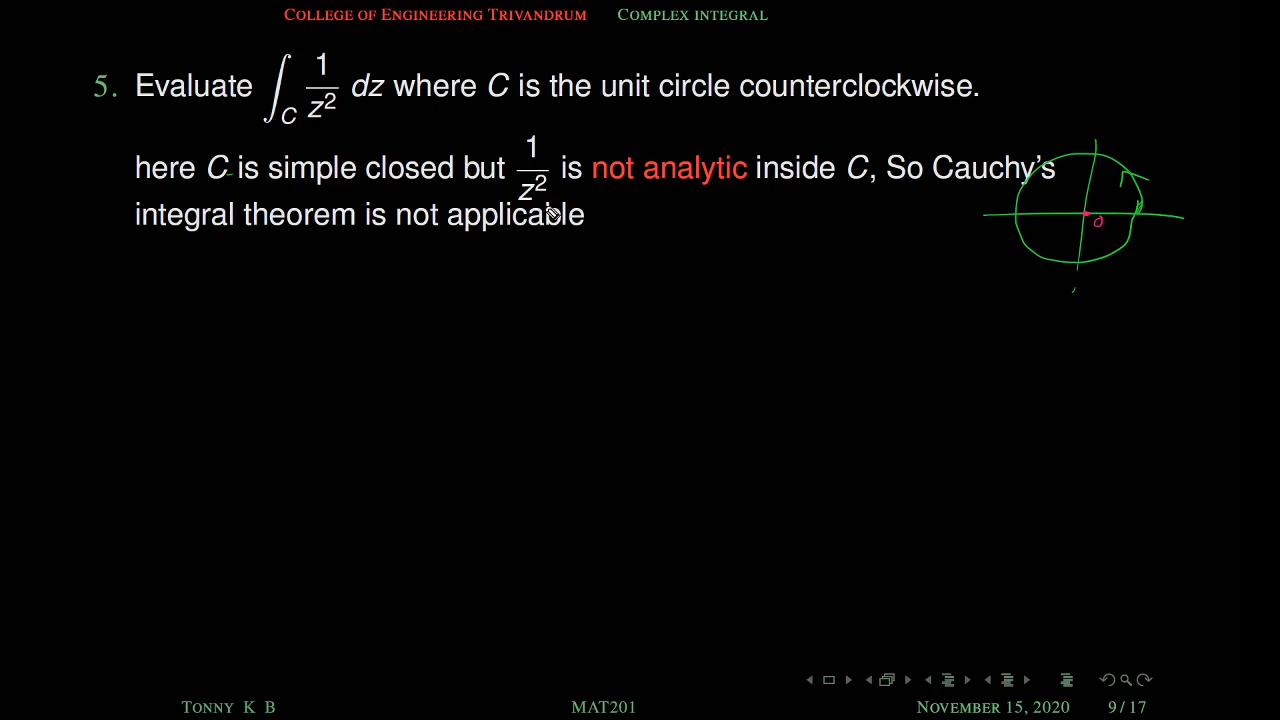 COLLEGE OF ENGINEERING TRIVANDRUM COMPLEX INTEGRAL
5. Evaluate ∫_C 1/z² dz where C is the unit circle counterclockwise.
here C is simple closed but 1/z² is not analytic inside C, So Cauchy's
integral theorem is not applicable
0
TONNY K B MAT201 NOVEMBER 15, 2020 9 / 17